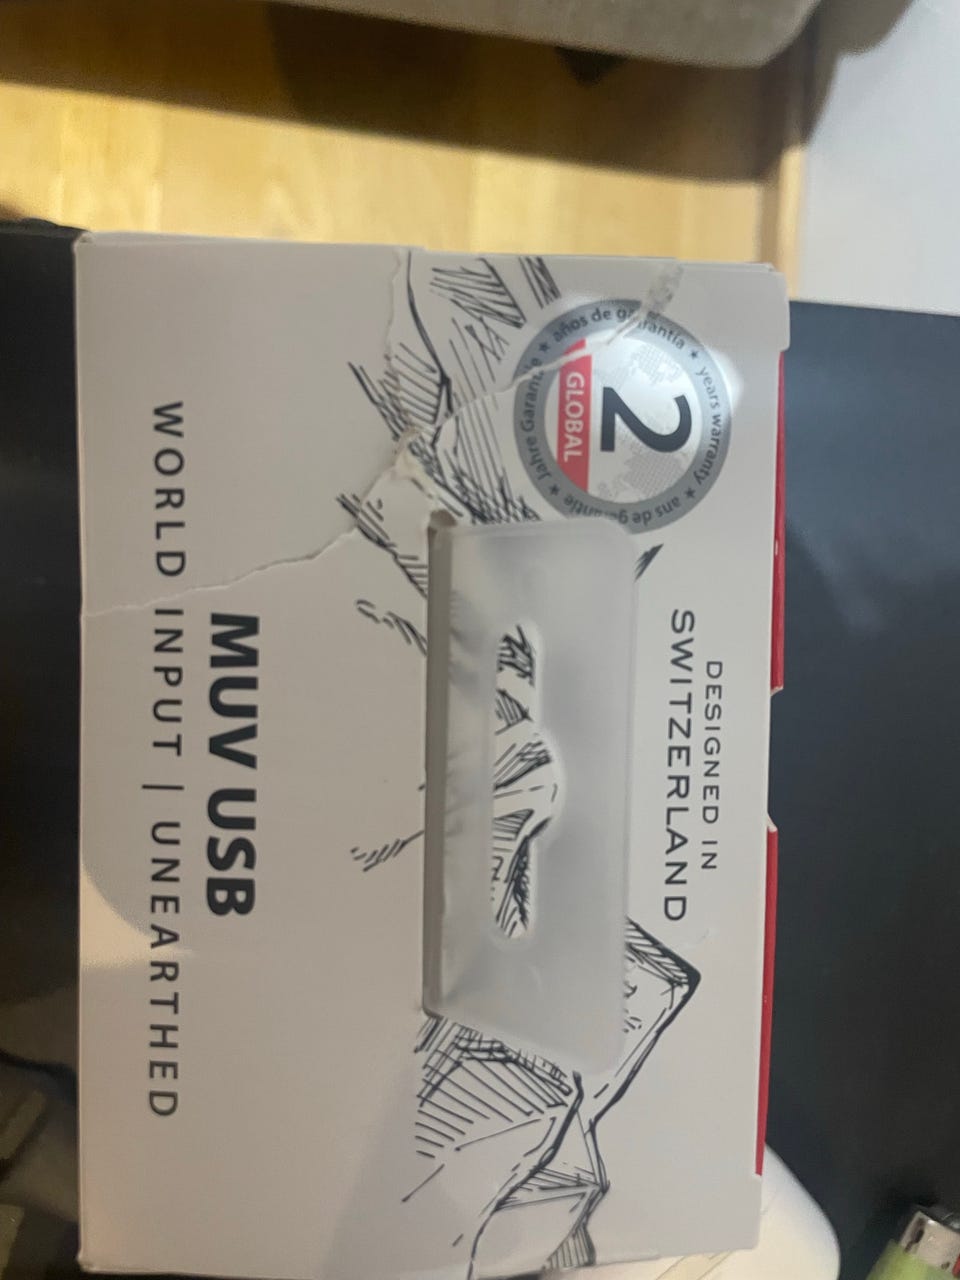 DESIGNED IN
SWITZERLAND
años de garantía ★ years warranty ★ ans de garantie ★ Jahre Garantie ★
2
GLOBAL
MUV USB
WORLD INPUT | UNEARTHED